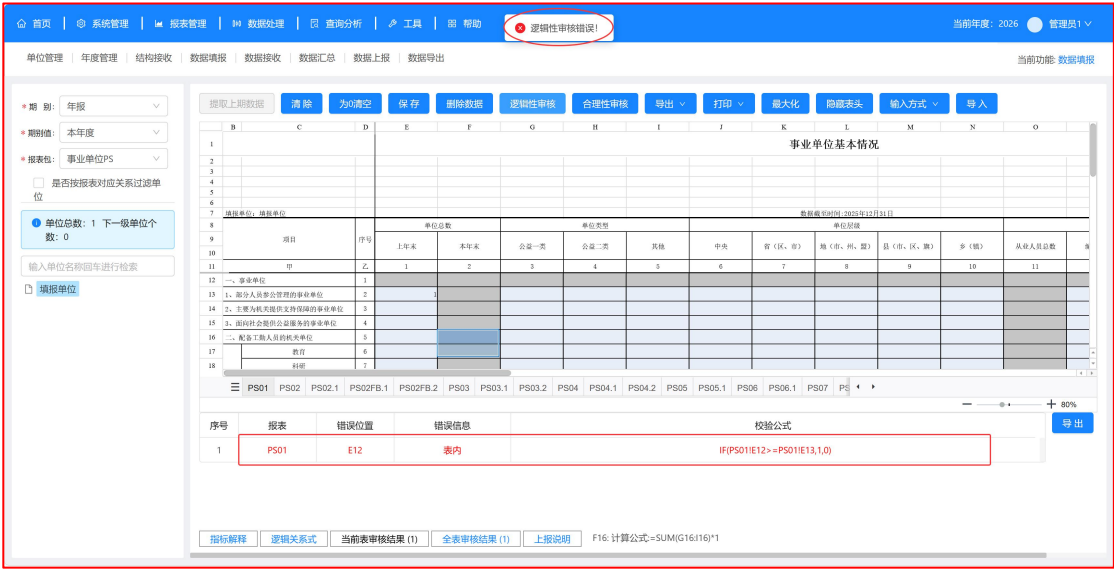 首页 系统管理 报表管理 数据处理 查询分析 工具 帮助 逻辑性审核错误! 当前年度: 2026 管理员1
单位管理 年度管理 结构接收 数据填报 数据接收 数据汇总 数据上报 数据导出 当前功能: 数据填报
* 期 别: 年报
* 期别值: 本年度
* 报表包: 事业单位PS
是否按报表对应关系过滤单
位
单位总数: 1 下一级单位个
数: 0
输入单位名称回车进行检索
填报单位
提取上期数据 清 除 为0清空 保 存 删除数据 逻辑性审核 合理性审核 导出 打印 最大化 隐藏表头 输入方式 导 入
B C D E F G H I J K L M N O
1 事业单位基本情况
2
3
4
5
6
7 填报单位: 填报单位 数据截至时间:2025年12月31日
8 单位总数 单位类型 单位层级
9 项目 序号 上年末 本年末 公益一类 公益二类 其他 中央 省(区、市) 地(市、州、盟) 县(市、区、旗) 乡(镇) 从业人员总数
10
11 甲 乙 1 2 3 4 5 6 7 8 9 10 11
12 一、事业单位 1
13 1、部分人员参公管理的事业单位 2 1
14 2、主要为机关提供支持保障的事业单位 3
15 3、面向社会提供公益服务的事业单位 4
16 二、配备工勤人员的机关单位 5
17 教育 6
18 科研 7
PS01 PS02 PS02.1 PS02FB.1 PS02FB.2 PS03 PS03.1 PS03.2 PS04 PS04.1 PS04.2 PS05 PS05.1 PS06 PS06.1 PS07
80%
序号 报表 错误位置 错误信息 校验公式 导 出
1 PS01 E12 表内 IF(PS01!E12>=PS01!E13,1,0)
指标解释 逻辑关系式 当前表审核结果 (1) 全表审核结果 (1) 上报说明 F16: 计算公式:=SUM(G16:I16)*1